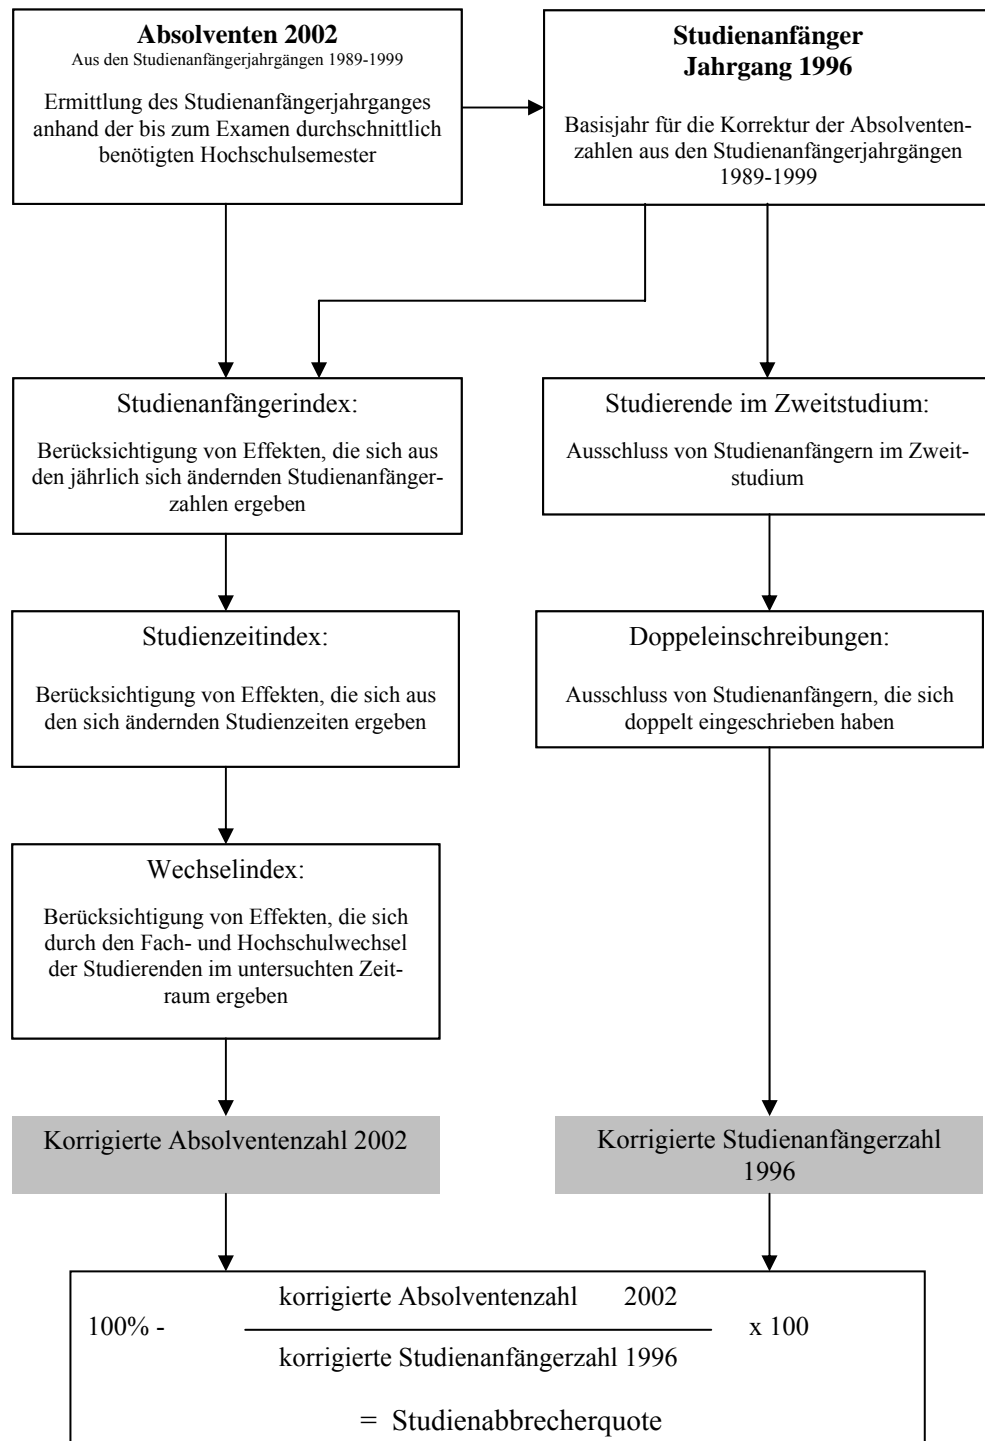 Absolventen 2002
Aus den Studienanfängerjahrgängen 1989-1999
Ermittlung des Studienanfängerjahrganges
anhand der bis zum Examen durchschnittlich
benötigten Hochschulsemester
Studienanfänger
Jahrgang 1996
Basisjahr für die Korrektur der Absolventen-
zahlen aus den Studienanfängerjahrgängen
1989-1999
Studienanfängerindex:
Berücksichtigung von Effekten, die sich aus
den jährlich sich ändernden Studienanfänger-
zahlen ergeben
Studierende im Zweitstudium:
Ausschluss von Studienanfängern im Zweit-
studium
Studienzeitindex:
Berücksichtigung von Effekten, die sich aus
den sich ändernden Studienzeiten ergeben
Doppeleinschreibungen:
Ausschluss von Studienanfängern, die sich
doppelt eingeschrieben haben
Wechselindex:
Berücksichtigung von Effekten, die sich
durch den Fach- und Hochschulwechsel
der Studierenden im untersuchten Zeit-
raum ergeben
Korrigierte Absolventenzahl 2002
Korrigierte Studienanfängerzahl
1996
korrigierte Absolventenzahl 2002
100% - x 100
korrigierte Studienanfängerzahl 1996
= Studienabbrecherquote